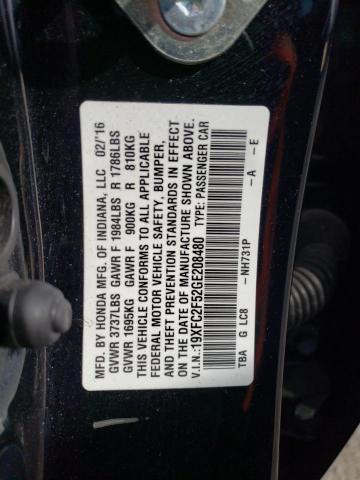 MFD. BY HONDA MFG. OF INDIANA, LLC 02/'16
GVWR 3737LBS GAWR F 1984LBS R 1786LBS
GVWR 1695KG GAWR F 900KG R 810KG
THIS VEHICLE CONFORMS TO ALL APPLICABLE
FEDERAL MOTOR VEHICLE SAFETY, BUMPER,
AND THEFT PREVENTION STANDARDS IN EFFECT
ON THE DATE OF MANUFACTURE SHOWN ABOVE.
V.I.N.:19XFC2F52GE208480 TYPE: PASSENGER CAR
TBA G LC8 -NH731P -A -E